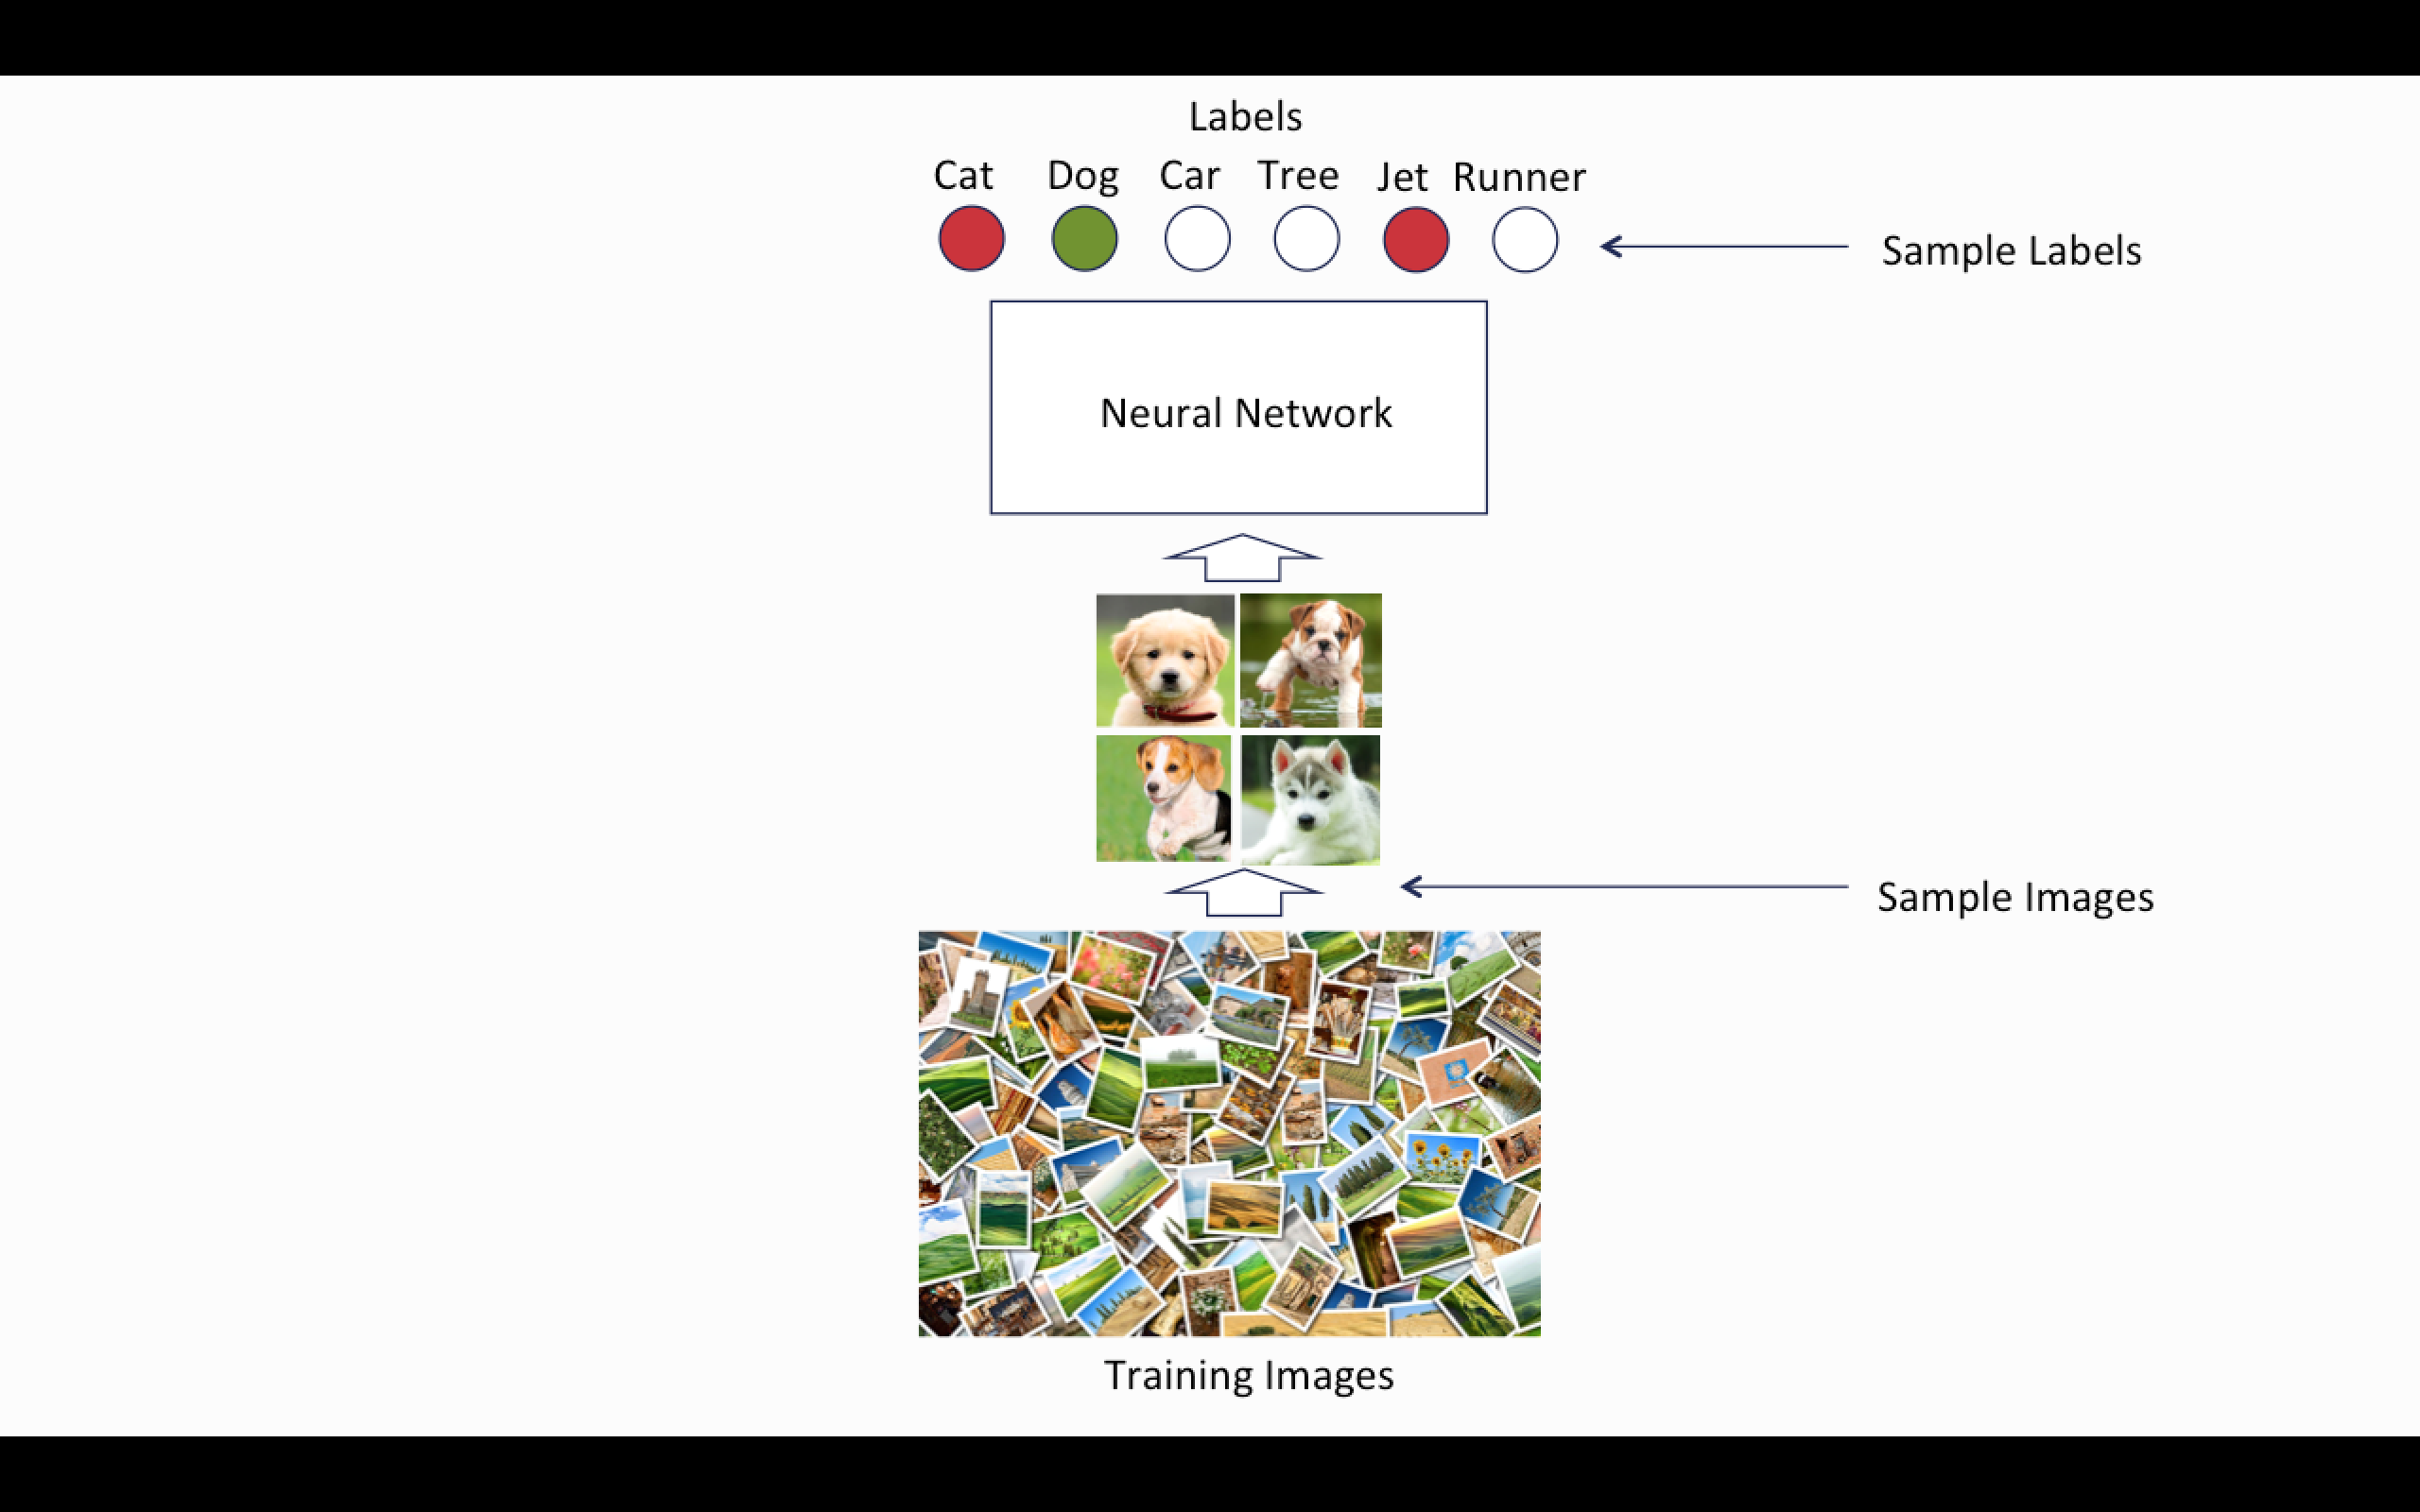 Labels
Cat Dog Car Tree Jet Runner
Sample Labels
Neural Network
Sample Images
Training Images